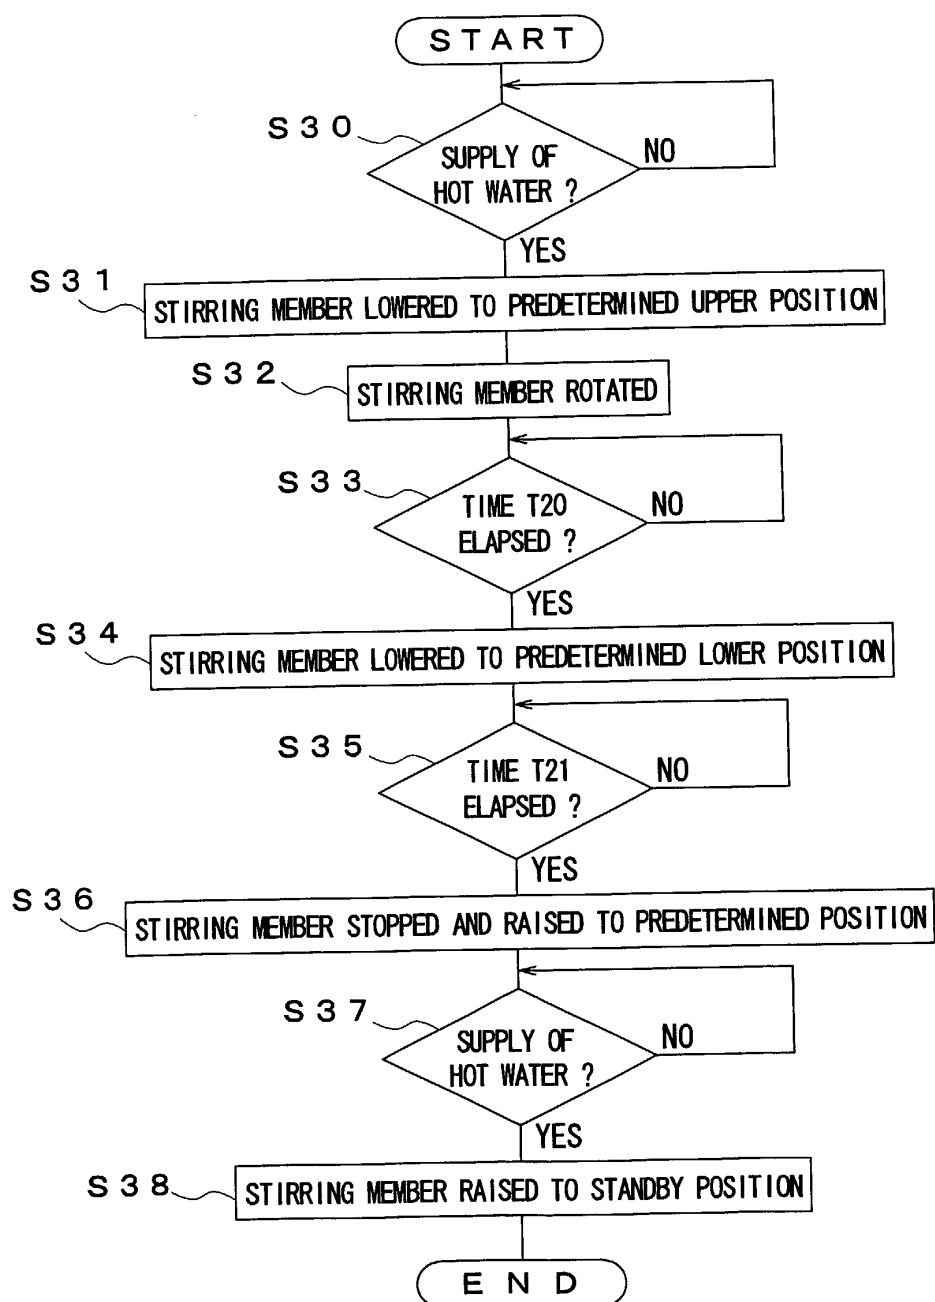 START
S30
SUPPLY OF
HOT WATER ?
NO
YES
S31
STIRRING MEMBER LOWERED TO PREDETERMINED UPPER POSITION
S32
STIRRING MEMBER ROTATED
S33
TIME T20
ELAPSED ?
NO
YES
S34
STIRRING MEMBER LOWERED TO PREDETERMINED LOWER POSITION
S35
TIME T21
ELAPSED ?
NO
YES
S36
STIRRING MEMBER STOPPED AND RAISED TO PREDETERMINED POSITION
S37
SUPPLY OF
HOT WATER ?
NO
YES
S38
STIRRING MEMBER RAISED TO STANDBY POSITION
END